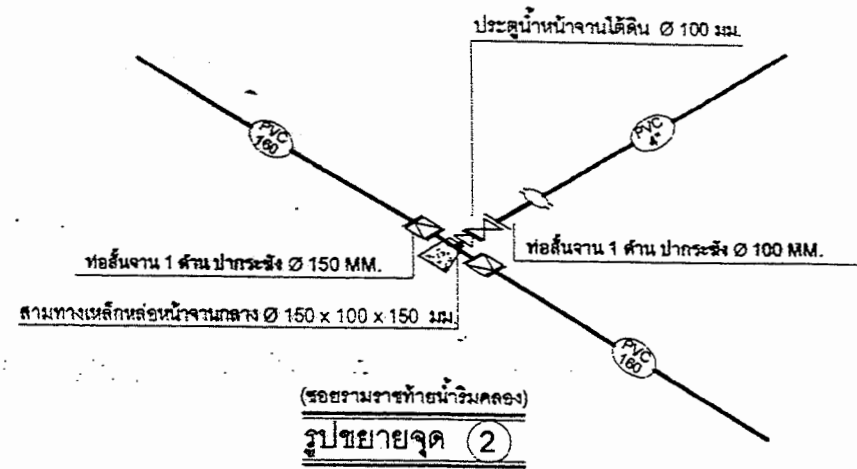 ประตูน้ำหน้าจานใต้ดิน Ø 100 มม.
PVC
160
PVC
4"
ท่อสั้นจาน 1 ด้าน ปากระฆัง Ø 150 MM.
ท่อสั้นจาน 1 ด้าน ปากระฆัง Ø 100 MM.
สามทางเหล็กหล่อหน้าจานกลาง Ø 150 x 100 x 150 มม.
PVC
160
(ซอยรามราชท้ายน้ำริมคลอง)
รูปขยายจุด 2